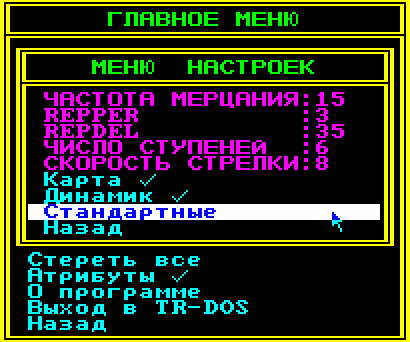 ГЛАВНОЕ МЕНЮ
МЕНЮ НАСТРОЕК
ЧАСТОТА МЕРЦАНИЯ:15
REPPER :3
REPDEL :35
ЧИСЛО СТУПЕНЕЙ :6
СКОРОСТЬ СТРЕЛКИ:8
Карта ✓
Динамик ✓
Стандартные
Назад
Стереть все
Атрибуты ✓
О программе
Выход в TR-DOS
Назад